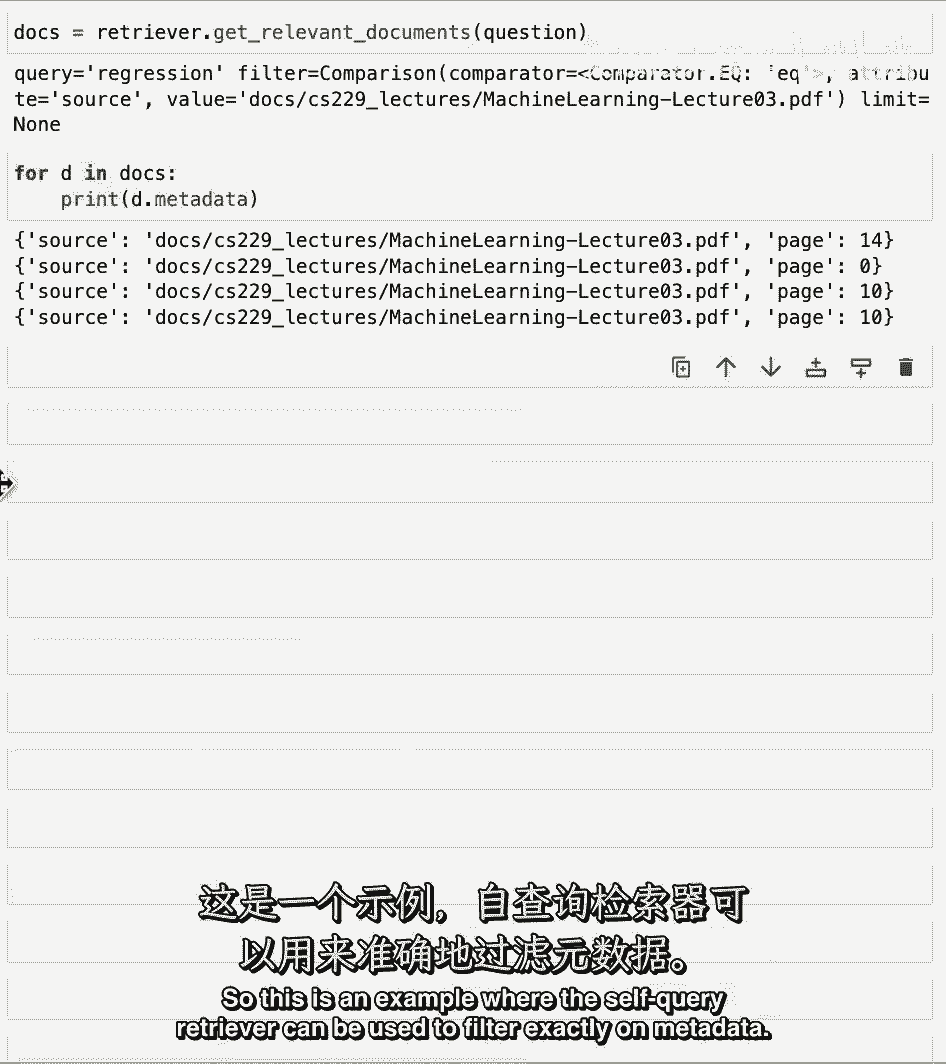 docs = retriever.get_relevant_documents(question)
query='regression' filter=Comparison(comparator=<Comparator.EQ: 'eq'>, attribu
te='source', value='docs/cs229_lectures/MachineLearning-Lecture03.pdf') limit=
None
for d in docs:
    print(d.metadata)
{'source': 'docs/cs229_lectures/MachineLearning-Lecture03.pdf', 'page': 14}
{'source': 'docs/cs229_lectures/MachineLearning-Lecture03.pdf', 'page': 0}
{'source': 'docs/cs229_lectures/MachineLearning-Lecture03.pdf', 'page': 10}
{'source': 'docs/cs229_lectures/MachineLearning-Lecture03.pdf', 'page': 10}
这是一个示例，自查询检索器可
以用来准确地过滤元数据。
So this is an example where the self-query
retriever can be used to filter exactly on metadata.